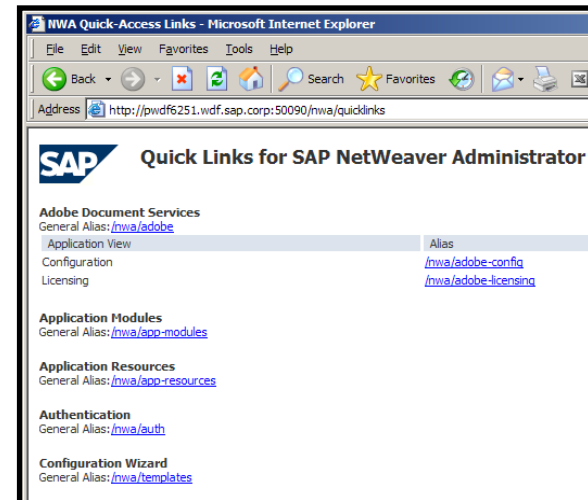 NWA Quick-Access Links - Microsoft Internet Explorer
File Edit View Favorites Tools Help
Back Search Favorites
Address http://pwdf6251.wdf.sap.corp:50090/nwa/quicklinks
SAP Quick Links for SAP NetWeaver Administrator
Adobe Document Services
General Alias: /nwa/adobe
Application View Alias
Configuration /nwa/adobe-config
Licensing /nwa/adobe-licensing
Application Modules
General Alias: /nwa/app-modules
Application Resources
General Alias: /nwa/app-resources
Authentication
General Alias: /nwa/auth
Configuration Wizard
General Alias: /nwa/templates